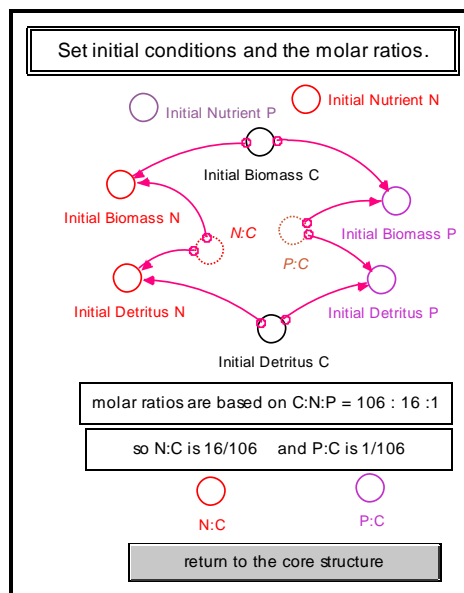 Set initial conditions and the molar ratios.
Initial Nutrient P
Initial Nutrient N
Initial Biomass C
Initial Biomass N
N:C
P:C
Initial Biomass P
Initial Detritus N
Initial Detritus P
Initial Detritus C
molar ratios are based on C:N:P = 106 : 16 :1
so N:C is 16/106 and P:C is 1/106
N:C
P:C
return to the core structure